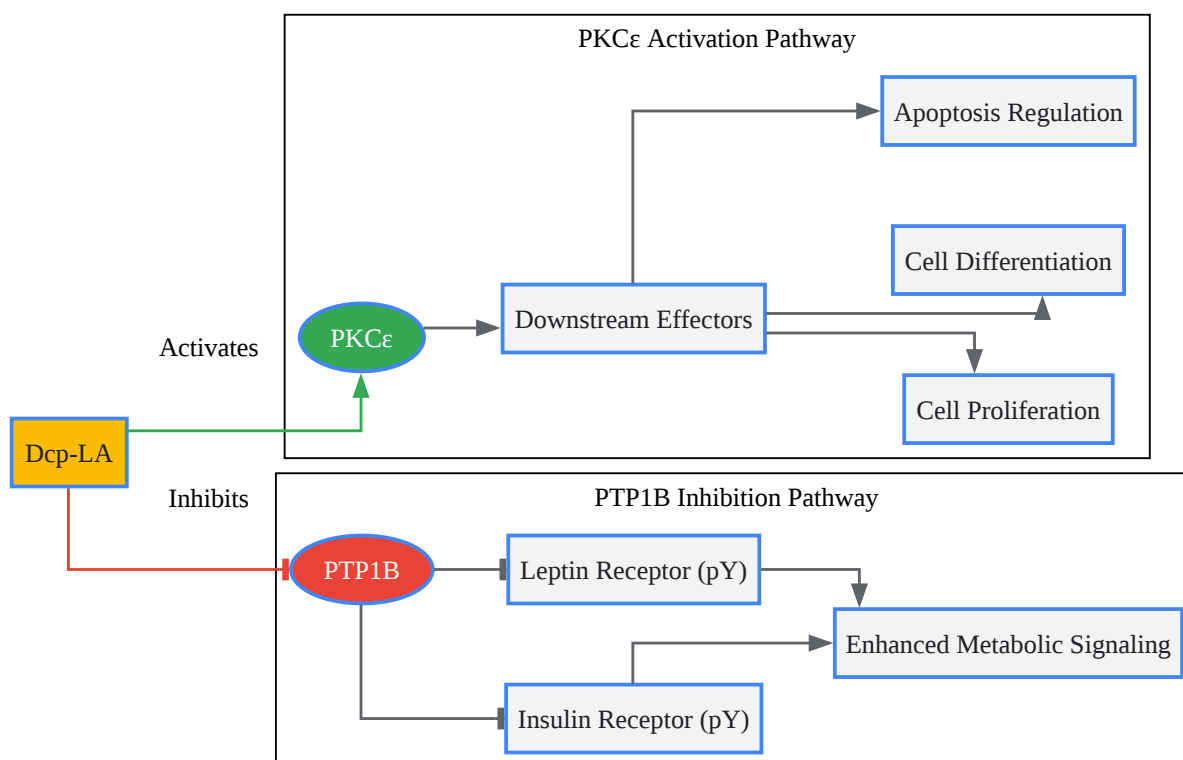 PKCε Activation Pathway
Apoptosis Regulation
Cell Differentiation
Downstream Effectors
PKCε
Activates
Cell Proliferation
Dcp-LA
Inhibits
PTP1B Inhibition Pathway
PTP1B
Leptin Receptor (pY)
Enhanced Metabolic Signaling
Insulin Receptor (pY)